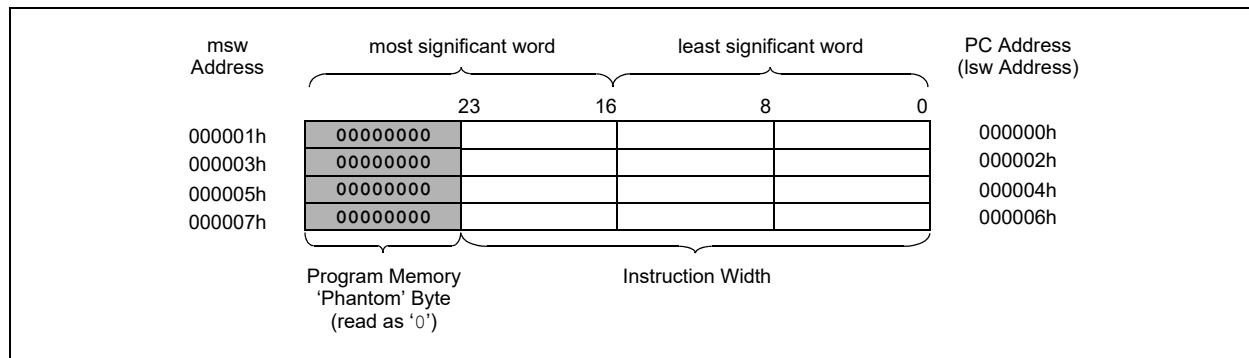 msw
Address
most significant word
least significant word
PC Address
(lsw Address)
23
16
8
0
000001h
00000000
000000h
000003h
00000000
000002h
000005h
00000000
000004h
000007h
00000000
000006h
Program Memory
‘Phantom’ Byte
(read as ‘0’)
Instruction Width